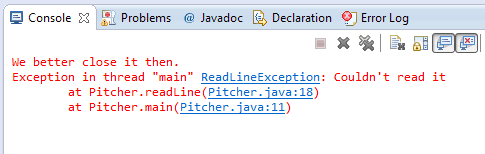 Console Problems @ Javadoc Declaration Error Log
We better close it then.
Exception in thread "main" ReadLineException: Couldn't read it
at Pitcher.readLine(Pitcher.java:18)
at Pitcher.main(Pitcher.java:11)